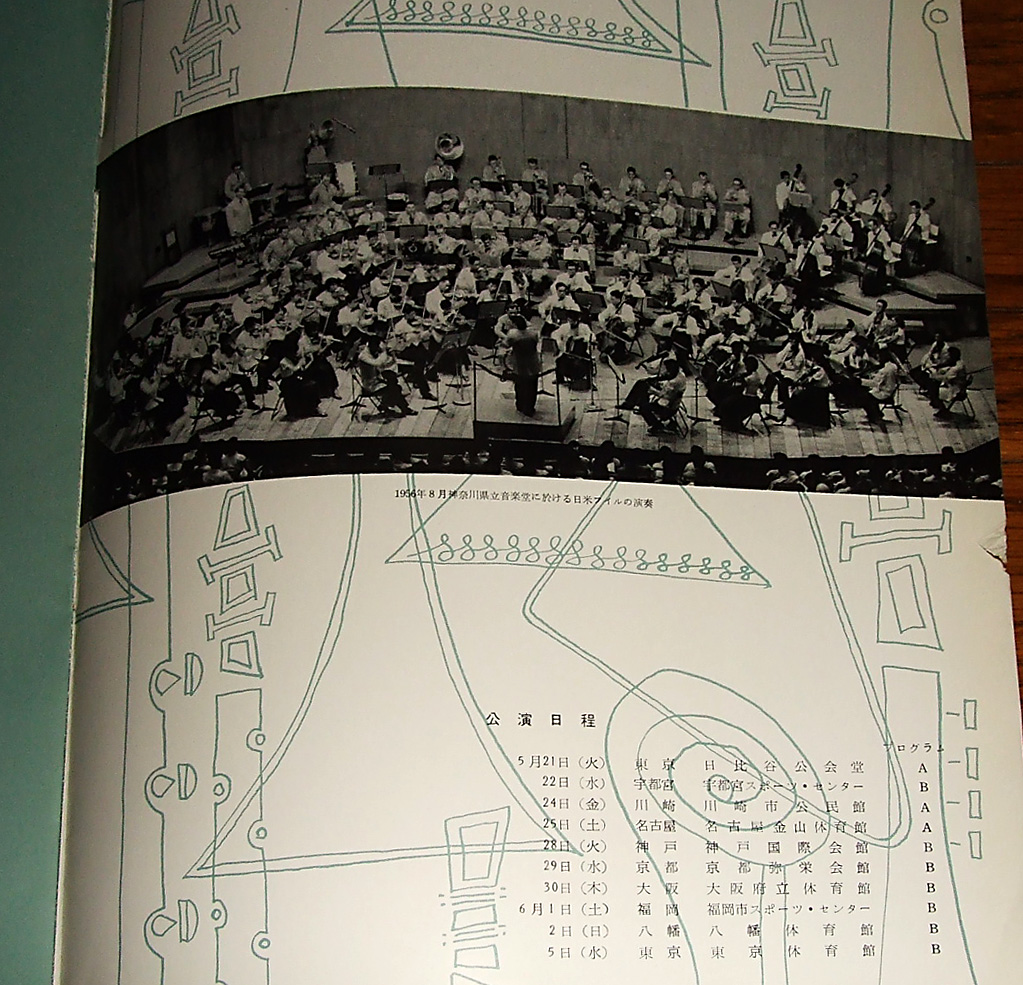 1956年8月神奈川県立音楽堂に於ける日米フイルの演奏
公演日程
プログラム
5月21日（火） 東京 日比谷公会堂 A
22日（水） 宇都宮 宇都宮スポーツ・センター B
24日（金） 川崎 川崎市公民館 A
25日（土） 名古屋 名古屋金山体育館 A
28日（火） 神戸 神戸国際会館 B
29日（水） 京都 京都弥栄会館 B
30日（木） 大阪 大阪府立体育館 B
6月1日（土） 福岡 福岡市スポーツ・センター B
2日（日） 八幡 八幡体育館 B
5日（水） 東京 東京体育館 B